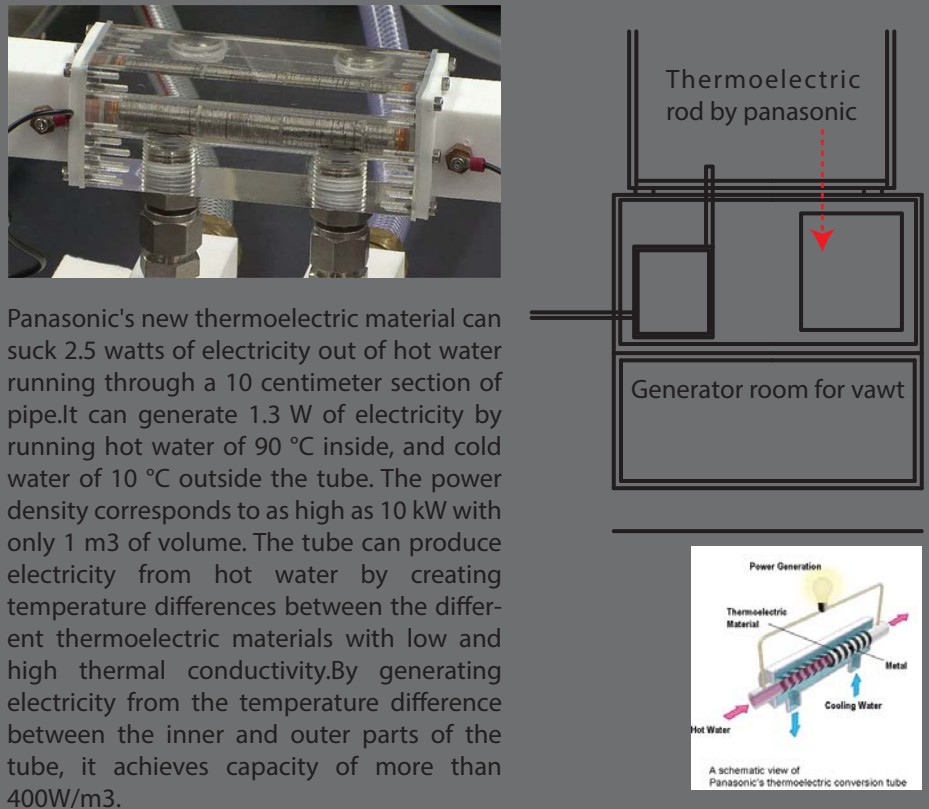 Thermoelectric
rod by panasonic
Panasonic's new thermoelectric material can
suck 2.5 watts of electricity out of hot water
running through a 10 centimeter section of
pipe.It can generate 1.3 W of electricity by
running hot water of 90 °C inside, and cold
water of 10 °C outside the tube. The power
density corresponds to as high as 10 kW with
only 1 m3 of volume. The tube can produce
electricity from hot water by creating
temperature differences between the differ-
ent thermoelectric materials with low and
high thermal conductivity.By generating
electricity from the temperature difference
between the inner and outer parts of the
tube, it achieves capacity of more than
400W/m3.
Generator room for vawt
Power Generation
Thermoelectric
Material
Metal
Cooling Water
Hot Water
A schematic view of
Panasonic's thermoelectric conversion tube